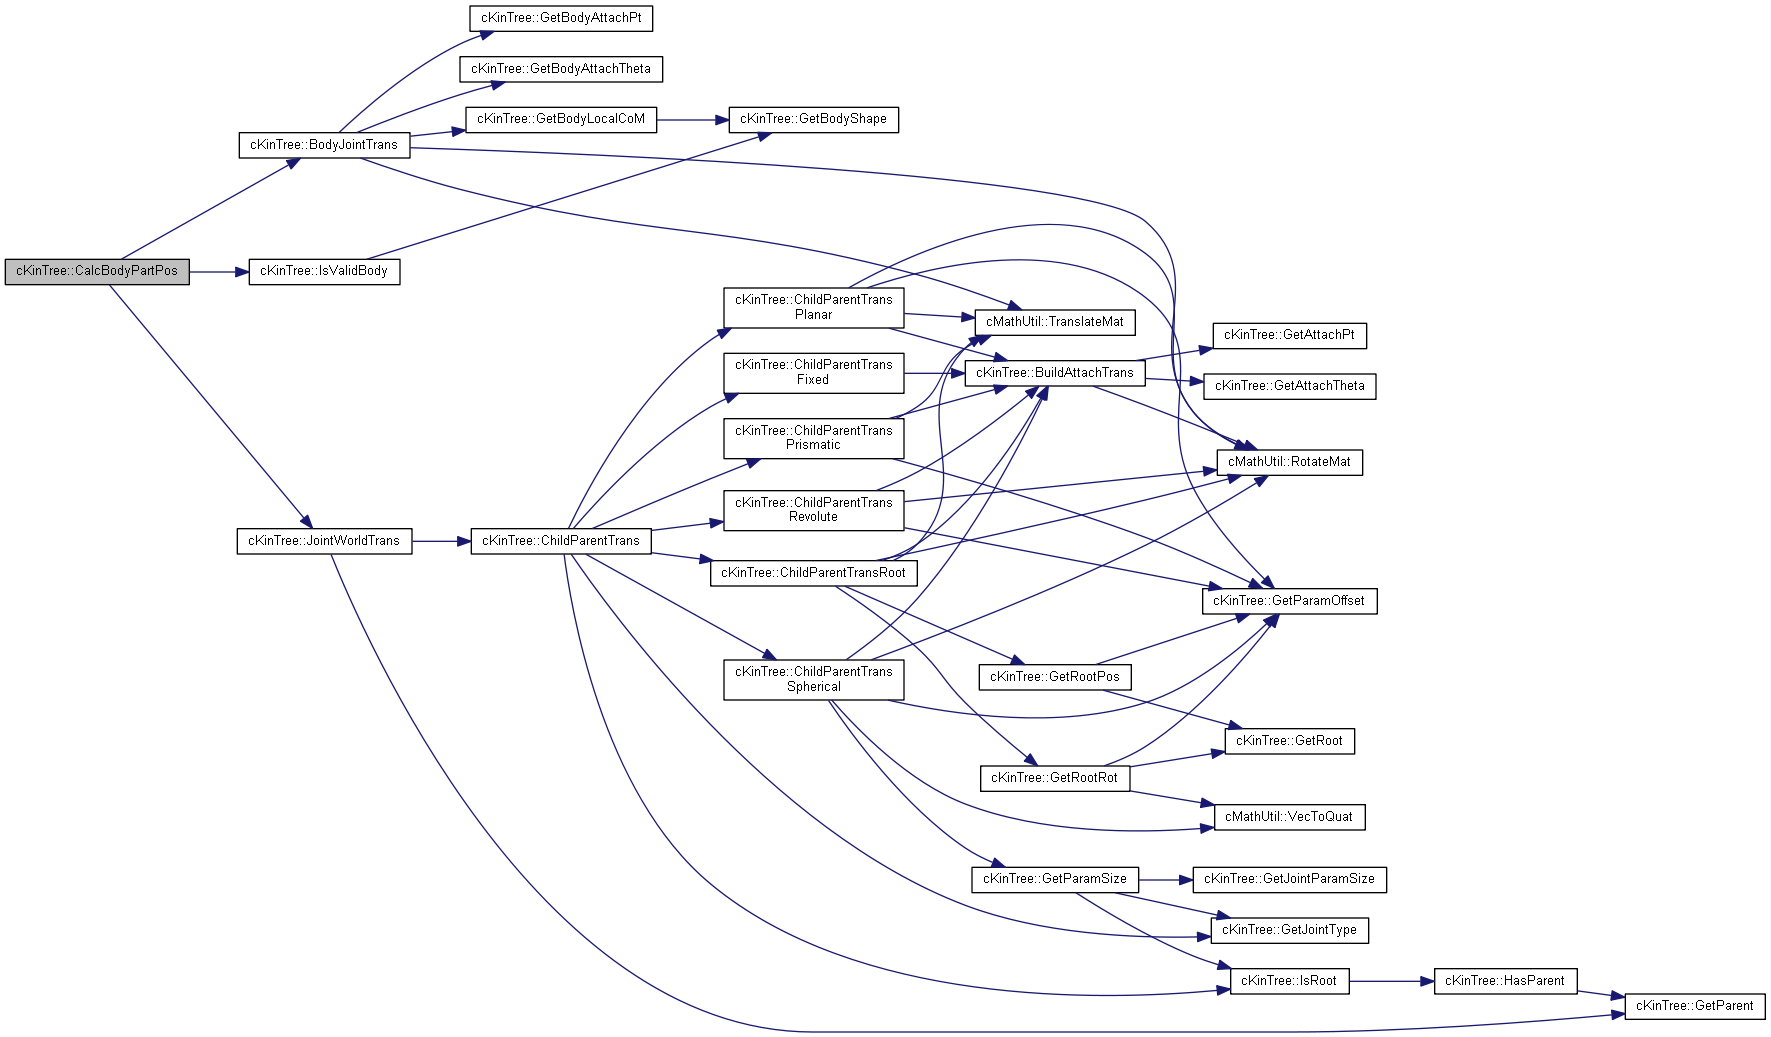 cKinTree::GetBodyAttachPt
cKinTree::GetBodyAttachTheta
cKinTree::GetBodyLocalCoM
cKinTree::GetBodyShape
cKinTree::BodyJointTrans
cKinTree::CalcBodyPartPos
cKinTree::IsValidBody
cKinTree::ChildParentTrans
Planar
cMathUtil::TranslateMat
cKinTree::GetAttachPt
cKinTree::ChildParentTrans
Fixed
cKinTree::BuildAttachTrans
cKinTree::GetAttachTheta
cKinTree::ChildParentTrans
Prismatic
cMathUtil::RotateMat
cKinTree::ChildParentTrans
Revolute
cKinTree::JointWorldTrans
cKinTree::ChildParentTrans
cKinTree::ChildParentTransRoot
cKinTree::GetParamOffset
cKinTree::ChildParentTrans
Spherical
cKinTree::GetRootPos
cKinTree::GetRoot
cKinTree::GetRootRot
cMathUtil::VecToQuat
cKinTree::GetParamSize
cKinTree::GetJointParamSize
cKinTree::GetJointType
cKinTree::IsRoot
cKinTree::HasParent
cKinTree::GetParent